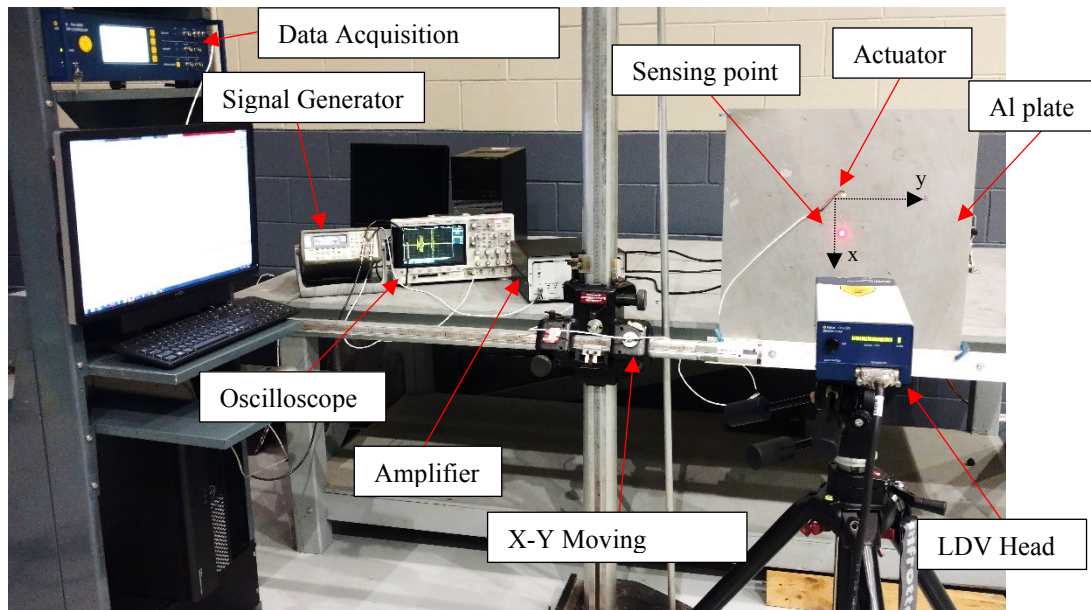 Data Acquisition
Actuator
Sensing point
Signal Generator
Al plate
y
x
Oscilloscope
Amplifier
X-Y Moving
LDV Head